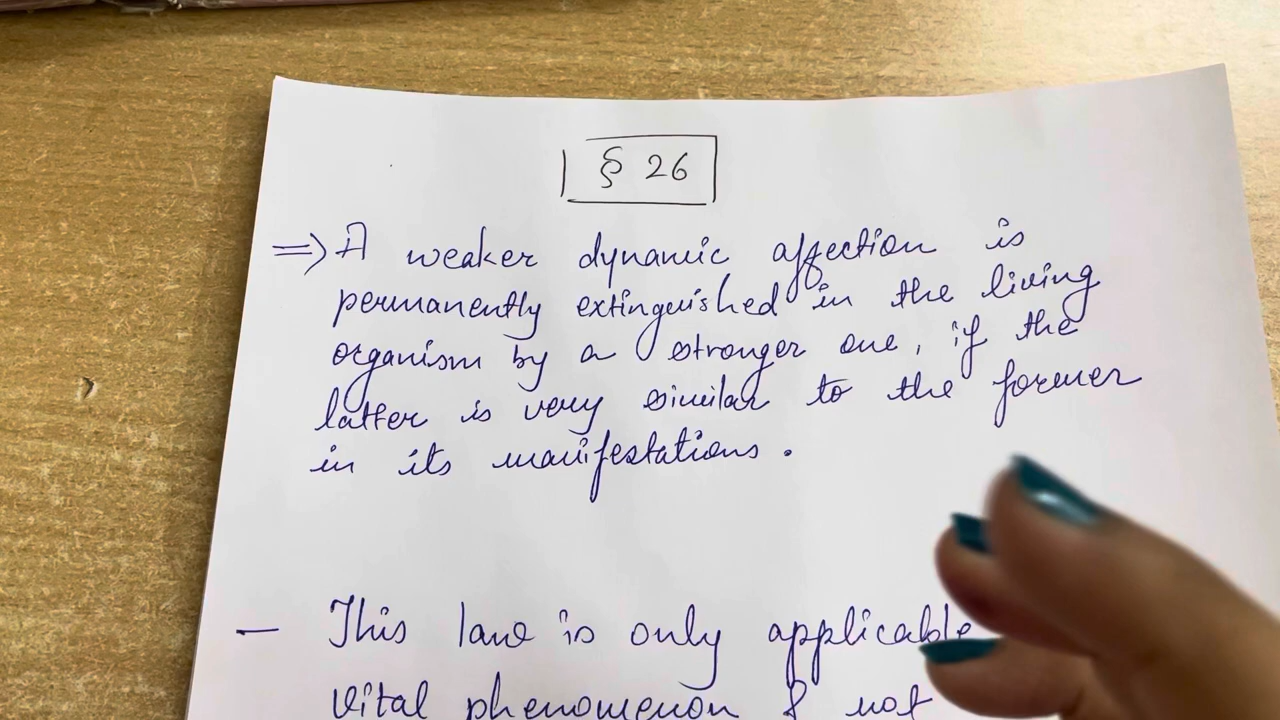 § 26
⇒ A weaker dynamic affection is
permanently extinguished in the living
organism by a stronger one, if the
latter is very similar to the former
in its manifestations.
– This law is only applicable
vital phenomenon & not